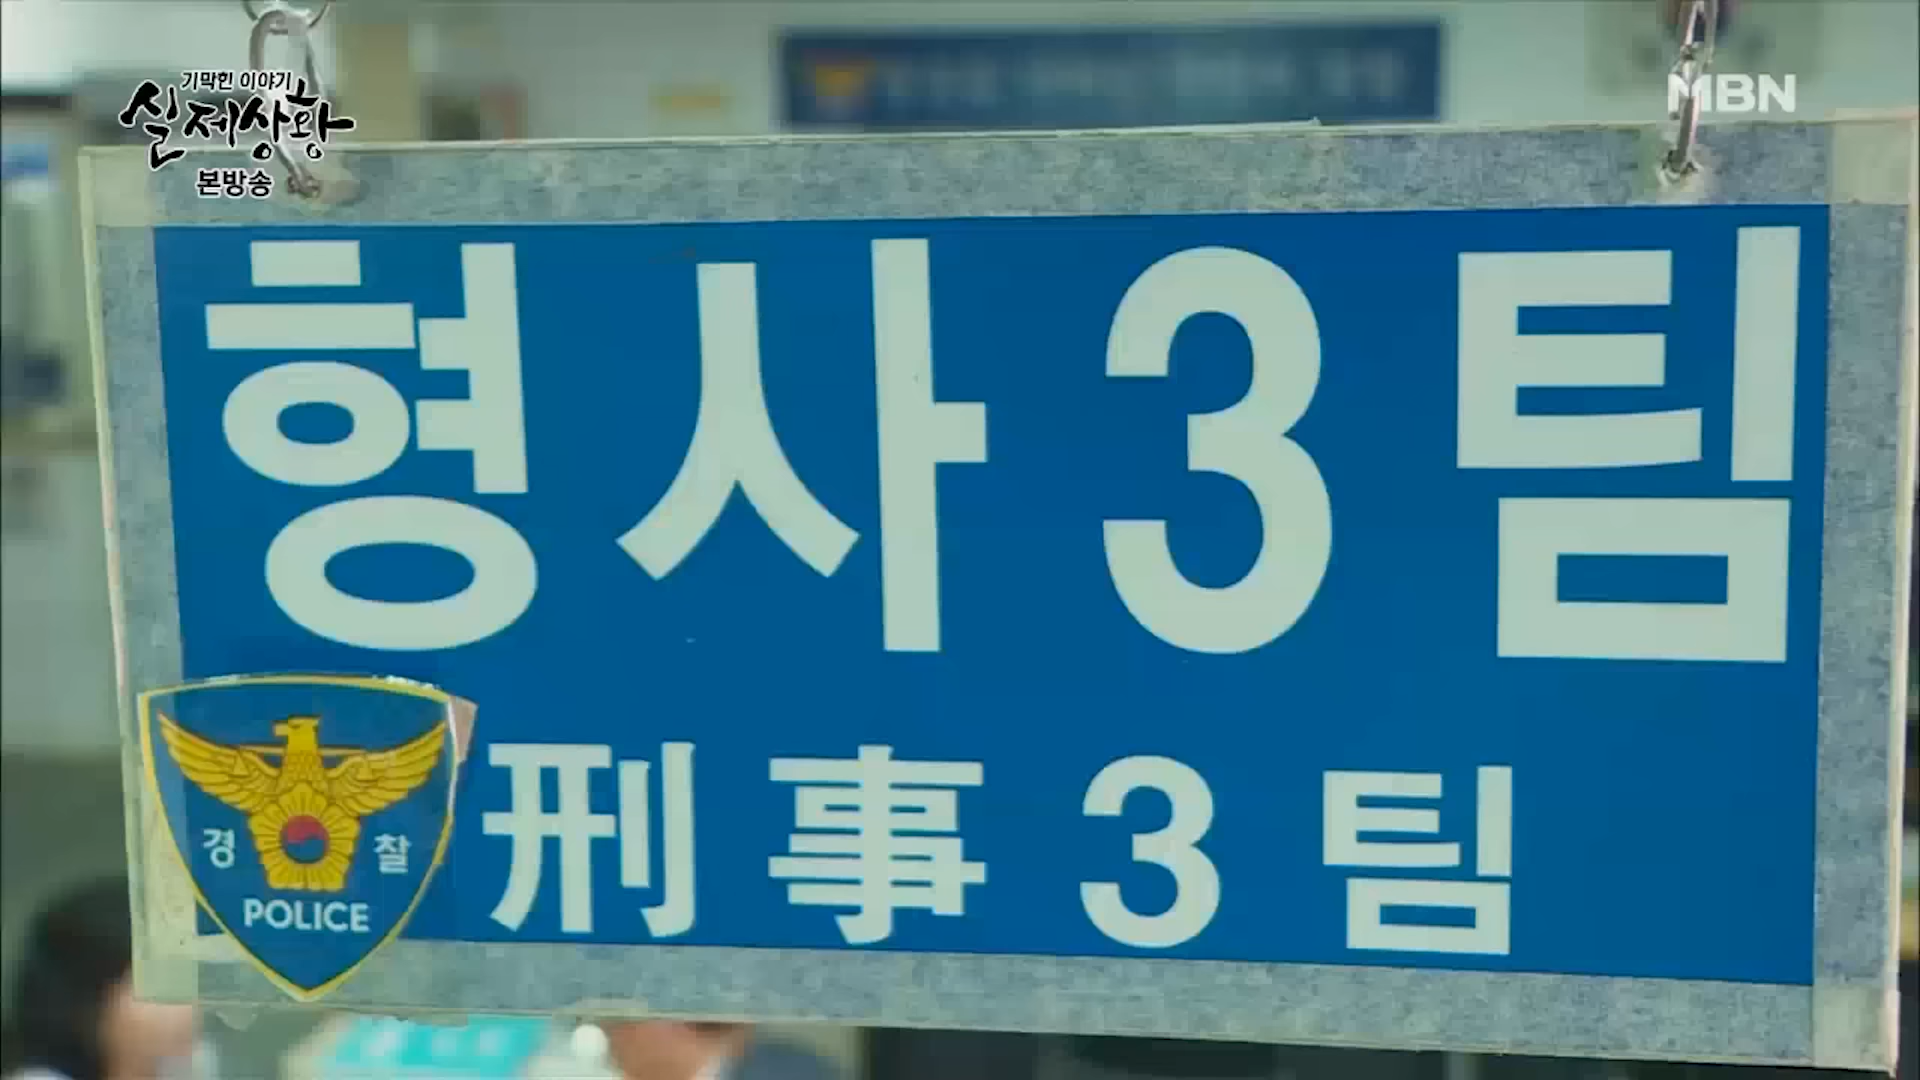 기막힌 이야기
실제상황
본방송
MBN
형사 3팀
刑事 3팀
경 찰
POLICE